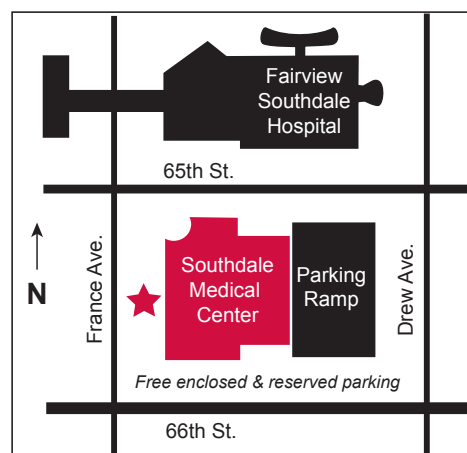 Fairview
Southdale
Hospital
65th St.
N
France Ave.
Southdale
Medical
Center
Parking
Ramp
Drew Ave.
Free enclosed & reserved parking
66th St.